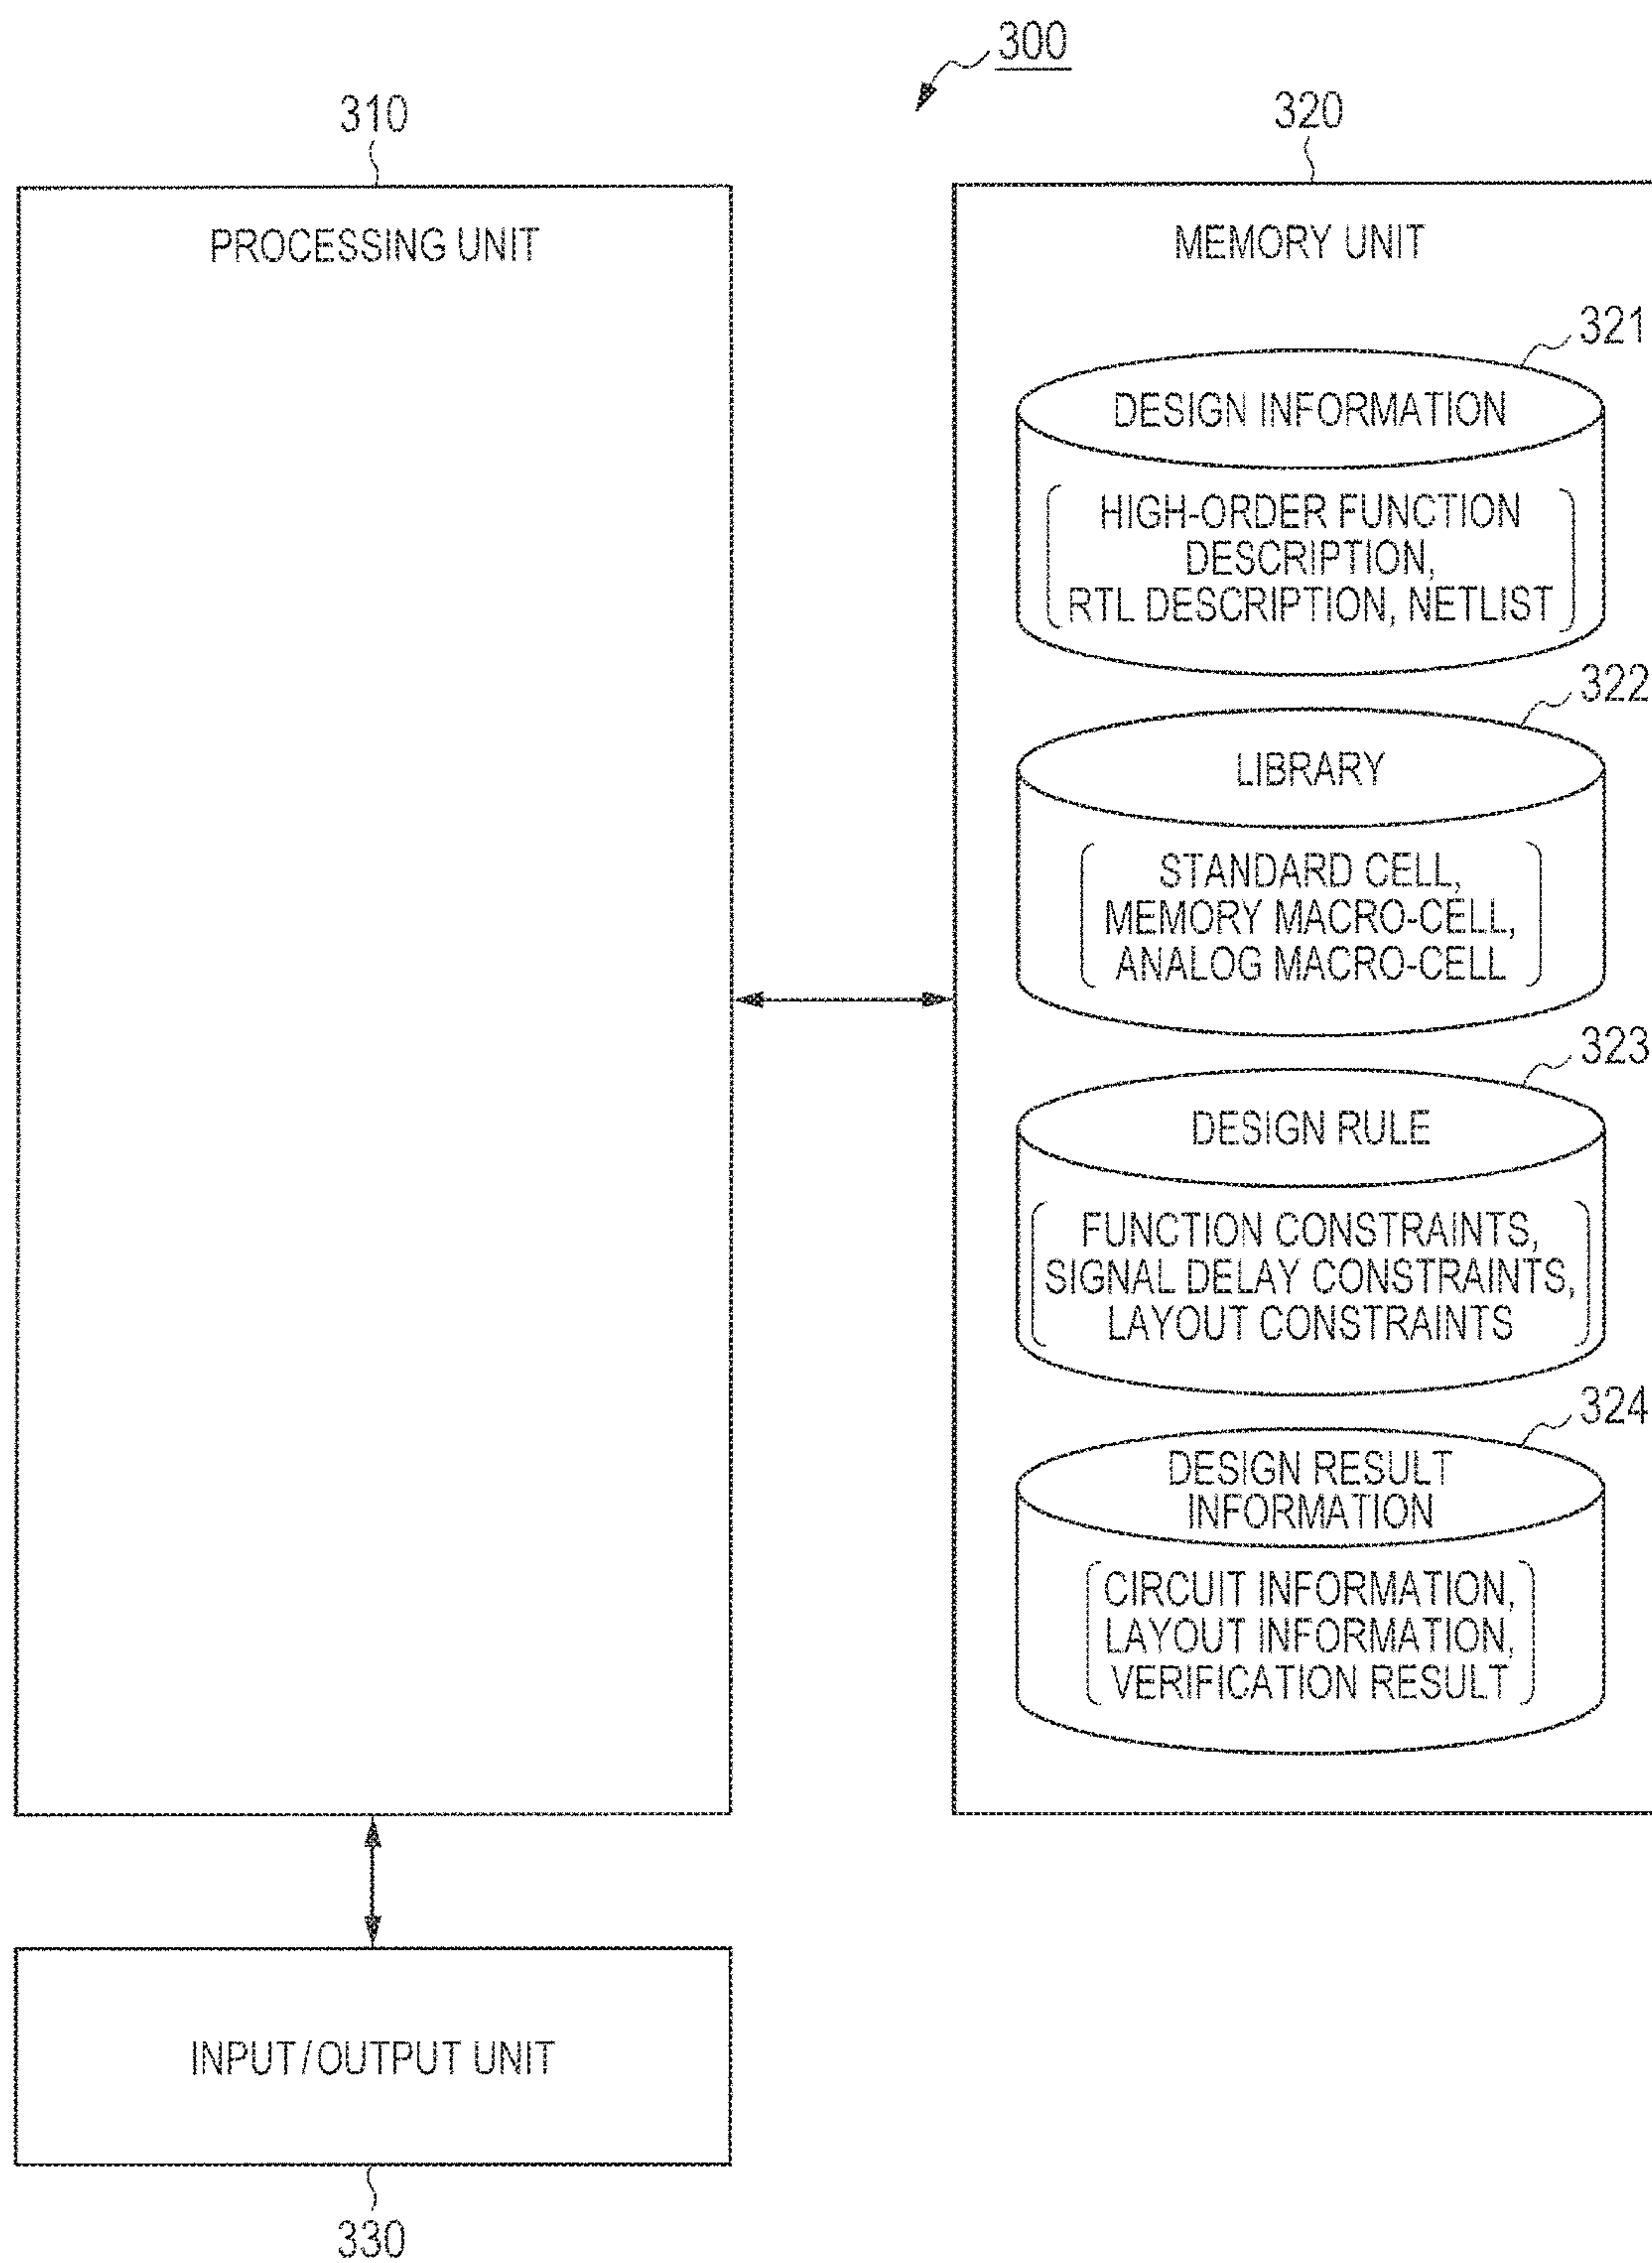 300
310
320
PROCESSING UNIT
MEMORY UNIT
321
DESIGN INFORMATION
HIGH-ORDER FUNCTION
DESCRIPTION,
RTL DESCRIPTION, NETLIST
322
LIBRARY
STANDARD CELL,
MEMORY MACRO-CELL,
ANALOG MACRO-CELL
323
DESIGN RULE
FUNCTION CONSTRAINTS,
SIGNAL DELAY CONSTRAINTS,
LAYOUT CONSTRAINTS
324
DESIGN RESULT
INFORMATION
CIRCUIT INFORMATION,
LAYOUT INFORMATION,
VERIFICATION RESULT
INPUT/OUTPUT UNIT
330